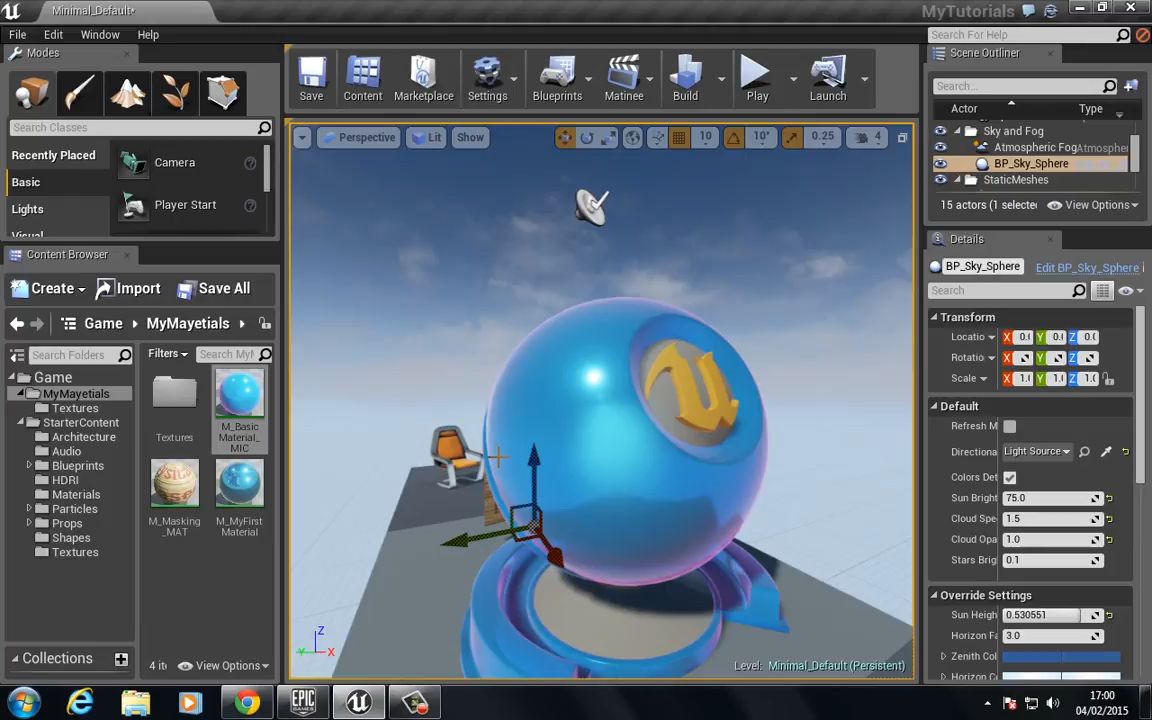 Minimal_Default*
MyTutorials
File Edit Window Help
Search For Help
Modes
Search Classes
Recently Placed
Basic
Lights
Visual
Camera
Player Start
Save
Content
Marketplace
Settings
Blueprints
Matinee
Build
Play
Launch
Perspective
Lit
Show
10
10°
0.25
4
Scene Outliner
Search...
Actor Type
Sky and Fog
Atmospheric Fog Atmospher
BP_Sky_Sphere
StaticMeshes
15 actors (1 selecte
View Options
Details
BP_Sky_Sphere
Edit BP_Sky_Sphere
Search
Transform
Locatio X 0.0 Y 0.0 Z 0.0
Rotatio X Y Z
Scale X 1.0 Y 1.0 Z 1.0
Default
Refresh M
Directiona Light Source
Colors Det
Sun Bright 75.0
Cloud Spe 1.5
Cloud Opa 1.0
Stars Brig 0.1
Override Settings
Sun Heigh 0.530551
Horizon Fa 3.0
Zenith Col
Horizon C
Content Browser
Create
Import
Save All
Game MyMayetials
Search Folders
Filters
Search My
Game
MyMayetials
Textures
StarterContent
Architecture
Audio
Blueprints
HDRI
Materials
Particles
Props
Shapes
Textures
Textures
M_Basic
Material_
MIC
M_Masking
_MAT
M_MyFirst
Material
Collections
4 it
View Options
Z
Y
X
Level: Minimal_Default (Persistent)
EPIC
GAMES
17:00
04/02/2015